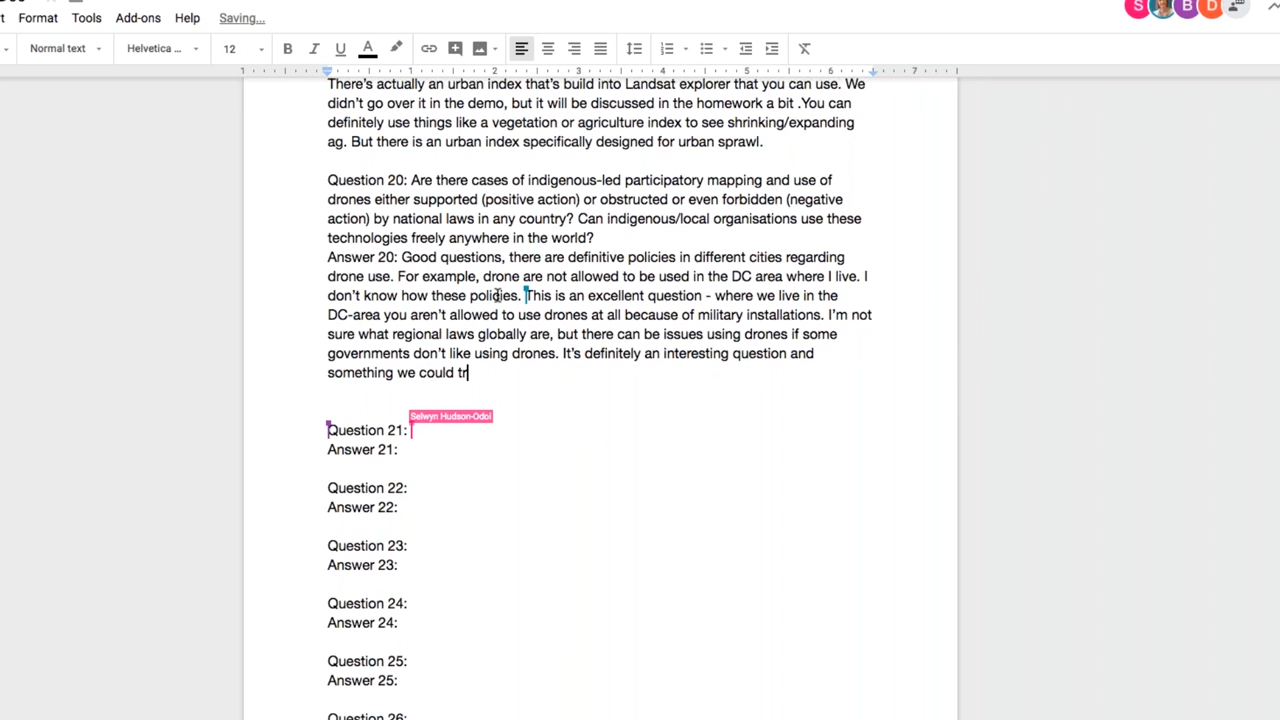 Format Tools Add-ons Help Saving...
Normal text Helvetica ... 12
1 1 2 3 4 5 6 7
There's actually an urban index that's build into Landsat explorer that you can use. We
didn't go over it in the demo, but it will be discussed in the homework a bit .You can
definitely use things like a vegetation or agriculture index to see shrinking/expanding
ag. But there is an urban index specifically designed for urban sprawl.
Question 20: Are there cases of indigenous-led participatory mapping and use of
drones either supported (positive action) or obstructed or even forbidden (negative
action) by national laws in any country? Can indigenous/local organisations use these
technologies freely anywhere in the world?
Answer 20: Good questions, there are definitive policies in different cities regarding
drone use. For example, drone are not allowed to be used in the DC area where I live. I
don't know how these policies. This is an excellent question - where we live in the
DC-area you aren't allowed to use drones at all because of military installations. I'm not
sure what regional laws globally are, but there can be issues using drones if some
governments don't like using drones. It's definitely an interesting question and
something we could tr
Selwyn Hudson-Odoi
Question 21:
Answer 21:
Question 22:
Answer 22:
Question 23:
Answer 23:
Question 24:
Answer 24:
Question 25:
Answer 25:
Question 26: